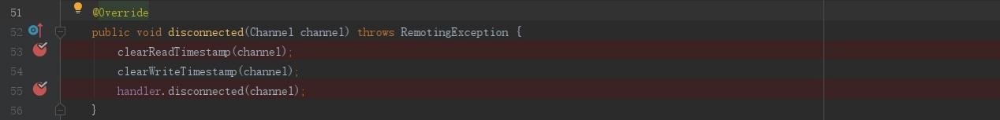 51 @Override
52 public void disconnected(Channel channel) throws RemotingException {
53 clearReadTimestamp(channel);
54 clearWriteTimestamp(channel);
55 handler.disconnected(channel);
56 }